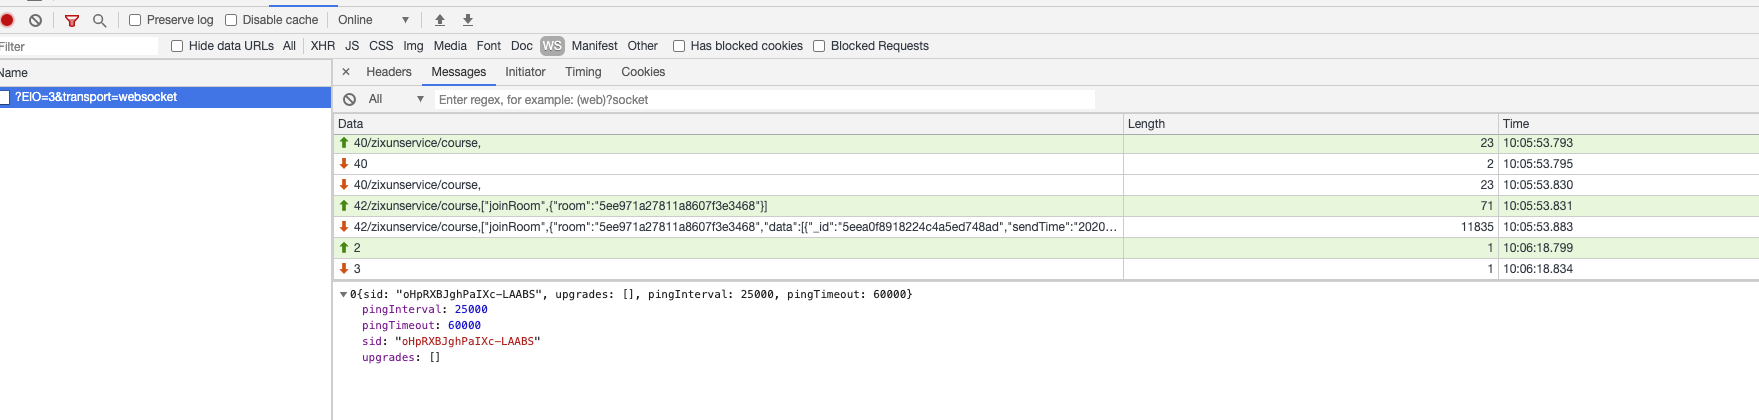 Preserve log Disable cache Online
Filter Hide data URLs All XHR JS CSS Img Media Font Doc WS Manifest Other Has blocked cookies Blocked Requests
Name × Headers Messages Initiator Timing Cookies
?EIO=3&transport=websocket
All Enter regex, for example: (web)?socket
Data Length Time
40/zixunservice/course, 23 10:05:53.793
40 2 10:05:53.795
40/zixunservice/course, 23 10:05:53.830
42/zixunservice/course,["joinRoom",{"room":"5ee971a27811a8607f3e3468"}] 71 10:05:53.831
42/zixunservice/course,["joinRoom",{"room":"5ee971a27811a8607f3e3468","data":[{"_id":"5eea0f8918224c4a5ed748ad","sendTime":"2020... 11835 10:05:53.883
2 1 10:06:18.799
3 1 10:06:18.834
0{sid: "oHpRXBJghPaIXc-LAABS", upgrades: [], pingInterval: 25000, pingTimeout: 60000}
pingInterval: 25000
pingTimeout: 60000
sid: "oHpRXBJghPaIXc-LAABS"
upgrades: []